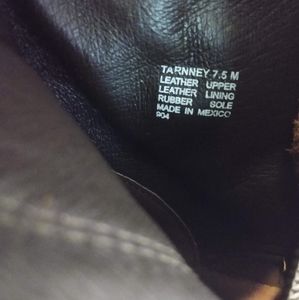 TARNNEY 7.5 M
LEATHER UPPER
LEATHER LINING
RUBBER SOLE
MADE IN MEXICO
904